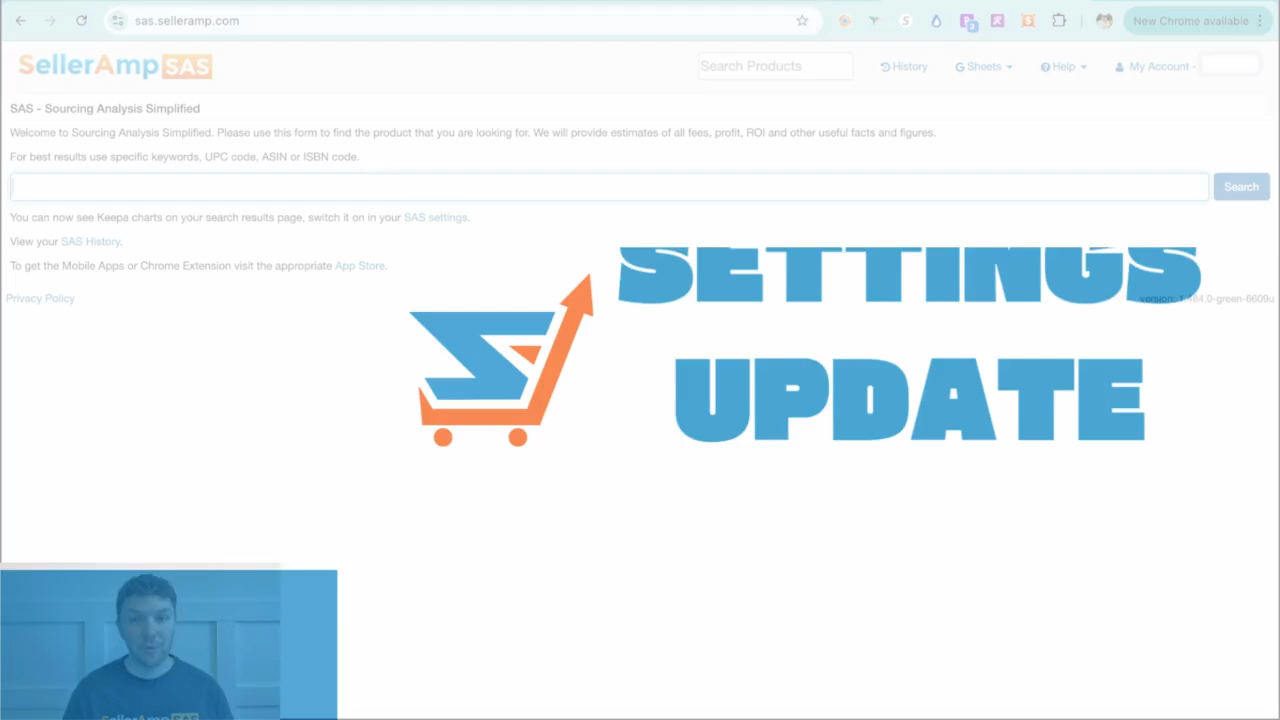 sas.selleramp.com
New Chrome available
SellerAmp SAS
Search Products
History
Sheets
Help
My Account -
SAS - Sourcing Analysis Simplified
Welcome to Sourcing Analysis Simplified. Please use this form to find the product that you are looking for. We will provide estimates of all fees, profit, ROI and other useful facts and figures.
For best results use specific keywords, UPC code, ASIN or ISBN code.
Search
You can now see Keepa charts on your search results page, switch it on in your SAS settings.
View your SAS History.
To get the Mobile Apps or Chrome Extension visit the appropriate App Store.
Privacy Policy
SETTINGS
UPDATE
SellerAmp SAS